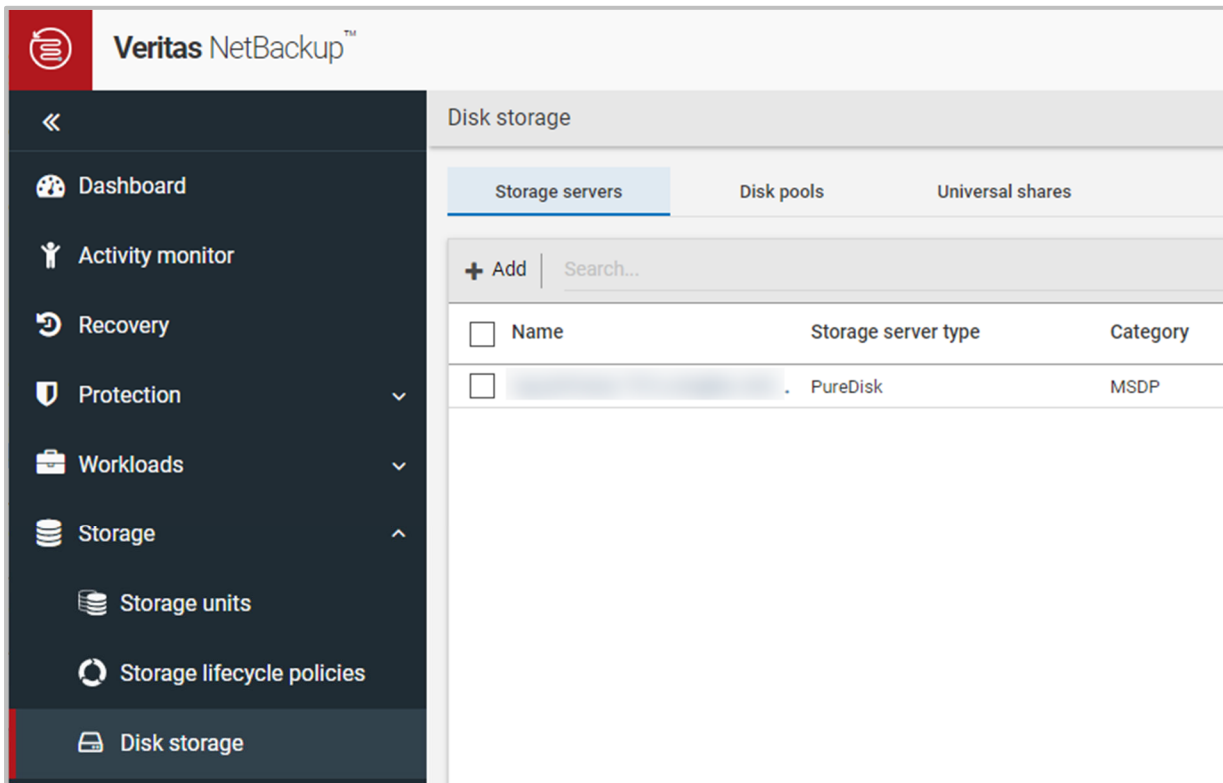 Veritas NetBackup™
Disk storage
Dashboard
Activity monitor
Recovery
Protection
Workloads
Storage
Storage units
Storage lifecycle policies
Disk storage
Storage servers Disk pools Universal shares
Add Search...
Name Storage server type Category
PureDisk MSDP